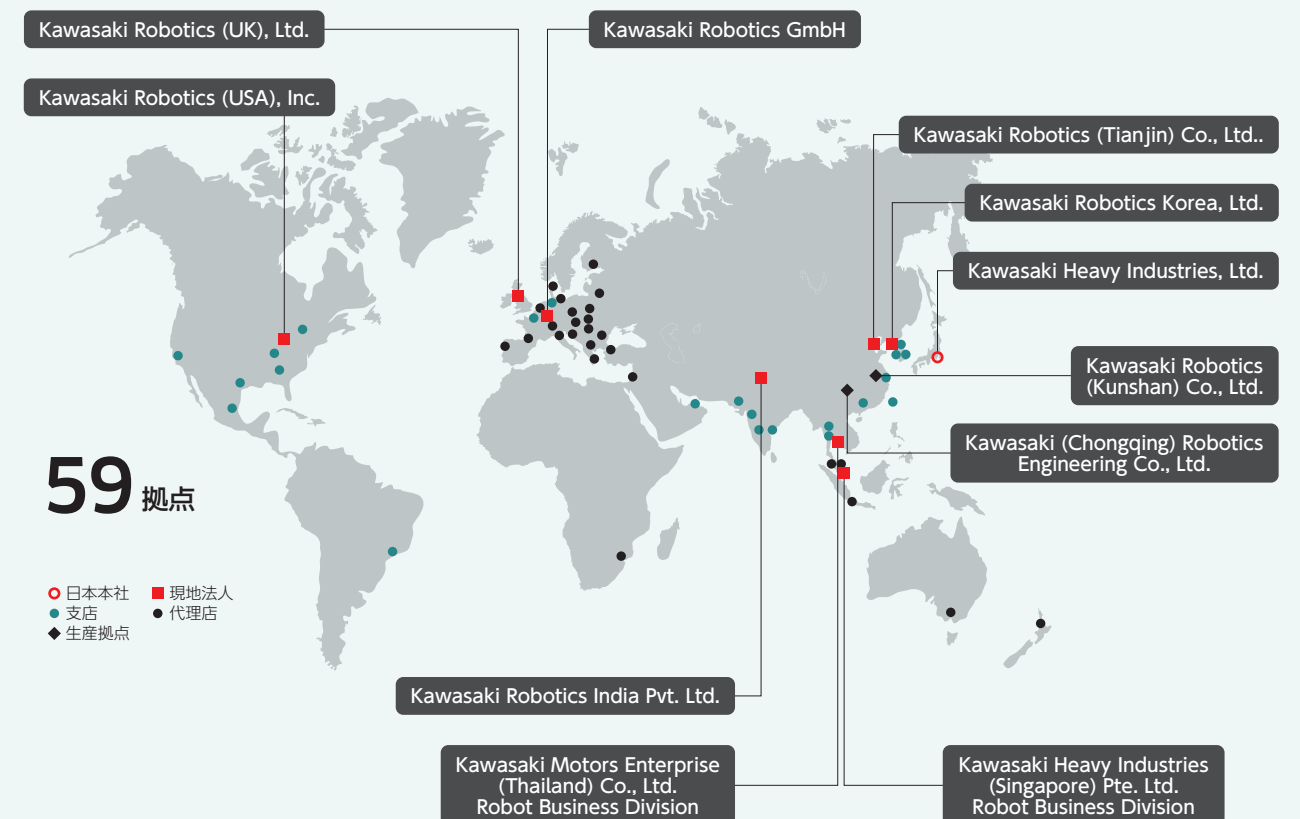 Kawasaki Robotics (UK), Ltd.
Kawasaki Robotics GmbH
Kawasaki Robotics (USA), Inc.
Kawasaki Robotics (Tianjin) Co., Ltd..
Kawasaki Robotics Korea, Ltd.
Kawasaki Heavy Industries, Ltd.
Kawasaki Robotics
(Kunshan) Co., Ltd.
Kawasaki (Chongqing) Robotics
Engineering Co., Ltd.
59 拠点
日本本社 現地法人
支店 代理店
生産拠点
Kawasaki Robotics India Pvt. Ltd.
Kawasaki Motors Enterprise
(Thailand) Co., Ltd.
Robot Business Division
Kawasaki Heavy Industries
(Singapore) Pte. Ltd.
Robot Business Division